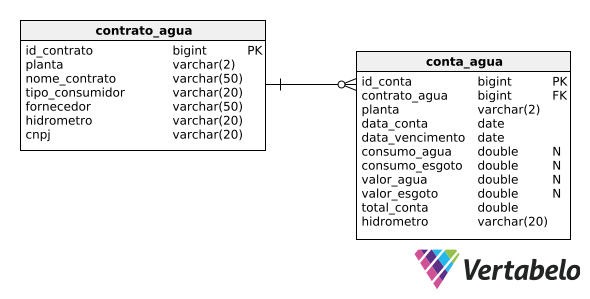 contrato_agua
id_contrato bigint PK
planta varchar(2)
nome_contrato varchar(50)
tipo_consumidor varchar(20)
fornecedor varchar(50)
hidrometro varchar(20)
cnpj varchar(20)
conta_agua
id_conta bigint PK
contrato_agua bigint FK
planta varchar(2)
data_conta date
data_vencimento date
consumo_agua double N
consumo_esgoto double N
valor_agua double N
valor_esgoto double N
total_conta double
hidrometro varchar(20)
Vertabelo